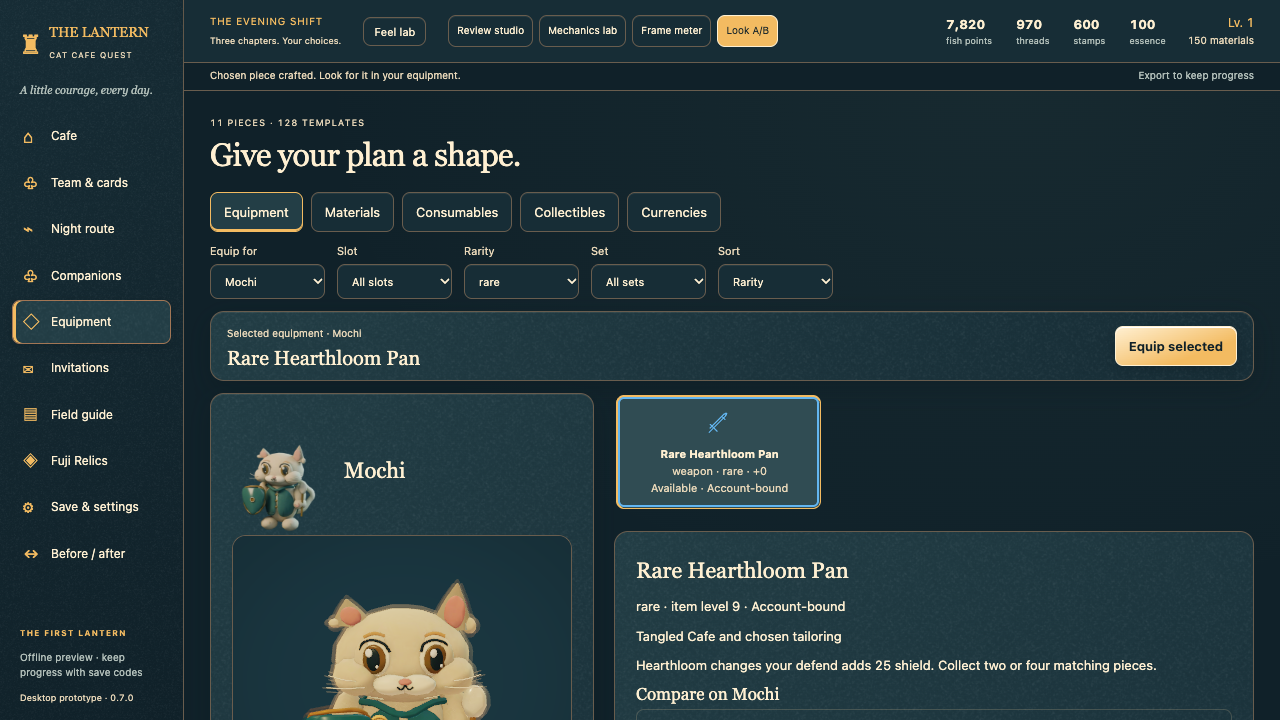 THE LANTERN
CAT CAFE QUEST
A little courage, every day.
Cafe
Team & cards
Night route
Companions
Equipment
Invitations
Field guide
Fuji Relics
Save & settings
Before / after
THE FIRST LANTERN
Offline preview · keep
progress with save codes
Desktop prototype · 0.7.0
THE EVENING SHIFT
Three chapters. Your choices.
Feel lab
Review studio
Mechanics lab
Frame meter
Look A/B
7,820
fish points
970
threads
600
stamps
100
essence
Lv. 1
150 materials
Chosen piece crafted. Look for it in your equipment.
Export to keep progress
11 PIECES · 128 TEMPLATES
Give your plan a shape.
Equipment
Materials
Consumables
Collectibles
Currencies
Equip for
Slot
Rarity
Set
Sort
Mochi
All slots
rare
All sets
Rarity
Selected equipment · Mochi
Rare Hearthloom Pan
Equip selected
Mochi
Rare Hearthloom Pan
weapon · rare · +0
Available · Account-bound
Rare Hearthloom Pan
rare · item level 9 · Account-bound
Tangled Cafe and chosen tailoring
Hearthloom changes your defend adds 25 shield. Collect two or four matching pieces.
Compare on Mochi